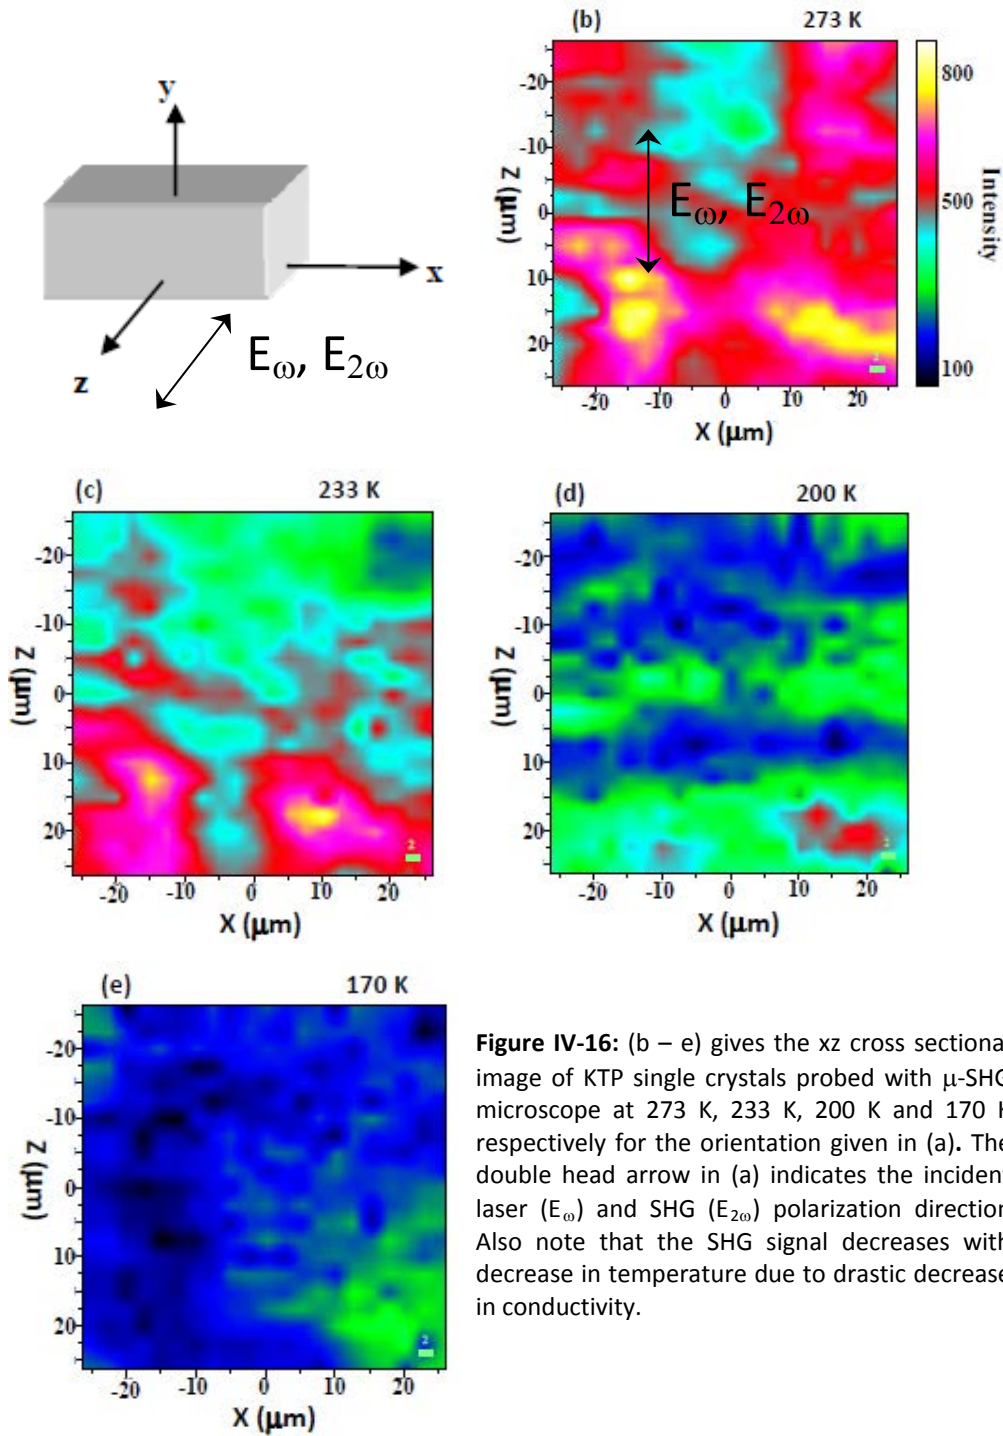 y
x
z
Eω, E2ω
(b) 273 K
-20
-10
0
10
20
Z (μm)
Eω, E2ω
-20 -10 0 10 20
X (μm)
2
800
500
100
Intensity
(c) 233 K
-20
-10
0
10
20
Z (μm)
-20 -10 0 10 20
X (μm)
2
(d) 200 K
-20
-10
0
10
20
Z (μm)
-20 -10 0 10 20
X (μm)
2
(e) 170 K
-20
-10
0
10
20
Z (μm)
-20 -10 0 10 20
X (μm)
2
Figure IV-16: (b – e) gives the xz cross sectiona
image of KTP single crystals probed with μ-SHG
microscope at 273 K, 233 K, 200 K and 170 K
respectively for the orientation given in (a). The
double head arrow in (a) indicates the inciden
laser (Eω) and SHG (E2ω) polarization direction
Also note that the SHG signal decreases with
decrease in temperature due to drastic decrease
in conductivity.